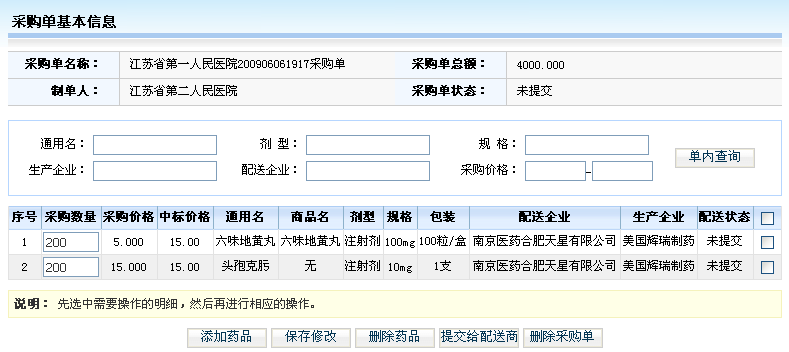 采购单基本信息
采购单名称： 江苏省第一人民医院200906061917采购单 采购单总额： 4000.000
制单人： 江苏省第二人民医院 采购单状态： 未提交
通用名： 剂 型： 规 格：
生产企业： 配送企业： 采购价格： -
单内查询
序号 采购数量 采购价格 中标价格 通用名 商品名 剂型 规格 包装 配送企业 生产企业 配送状态
1 200 5.000 15.00 六味地黄丸 六味地黄丸 注射剂 100mg 100粒/盒 南京医药合肥天星有限公司 美国辉瑞制药 未提交
2 200 15.000 15.00 头孢克肟 无 注射剂 10mg 1支 南京医药合肥天星有限公司 美国辉瑞制药 未提交
说明： 先选中需要操作的明细，然后再进行相应的操作。
添加药品 保存修改 删除药品 提交给配送商 删除采购单